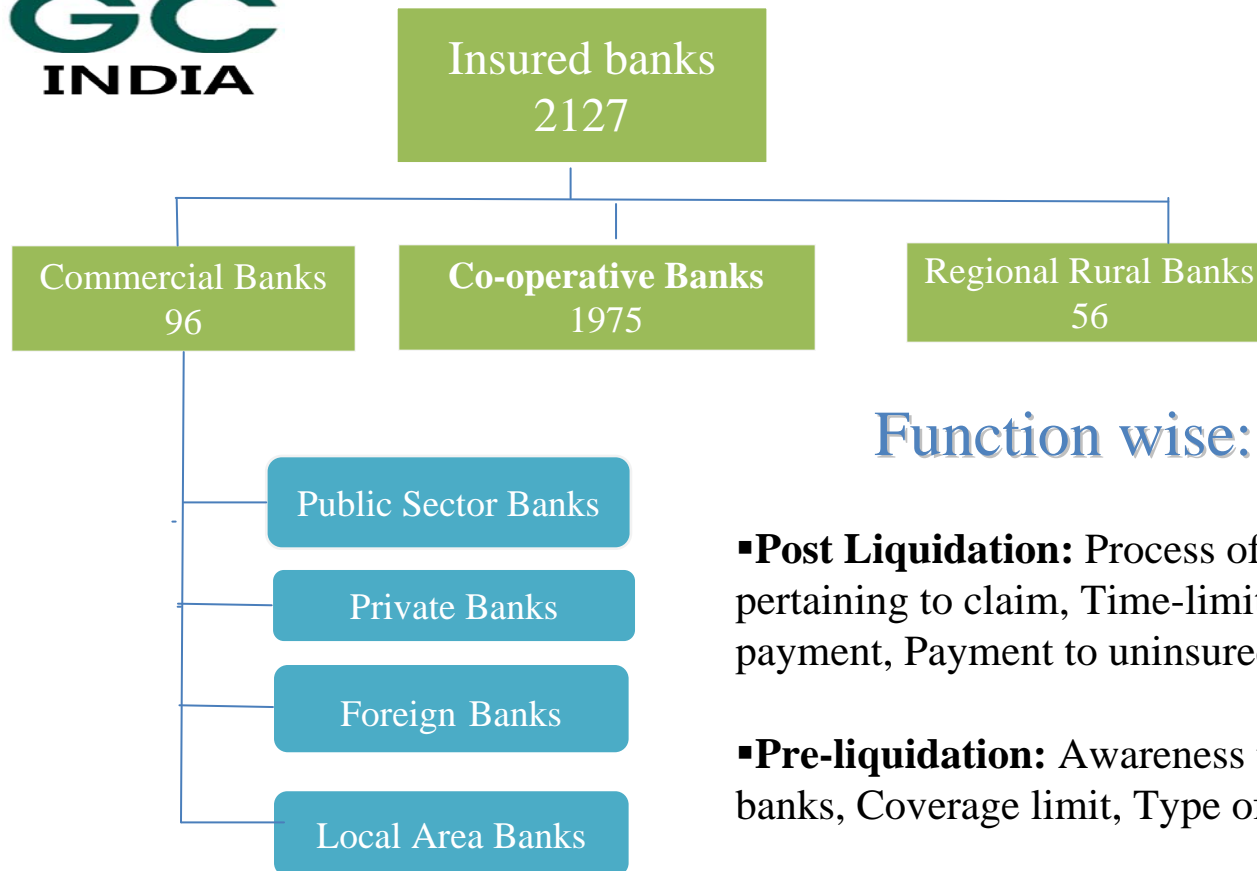 GC
INDIA
Insured banks
2127
Commercial Banks
96
Co-operative Banks
1975
Regional Rural Banks
56
Public Sector Banks
Private Banks
Foreign Banks
Local Area Banks
Function wise:
▪Post Liquidation: Process of
pertaining to claim, Time-limit
payment, Payment to
▪Pre-liquidation: Awareness
banks, Coverage limit, Type